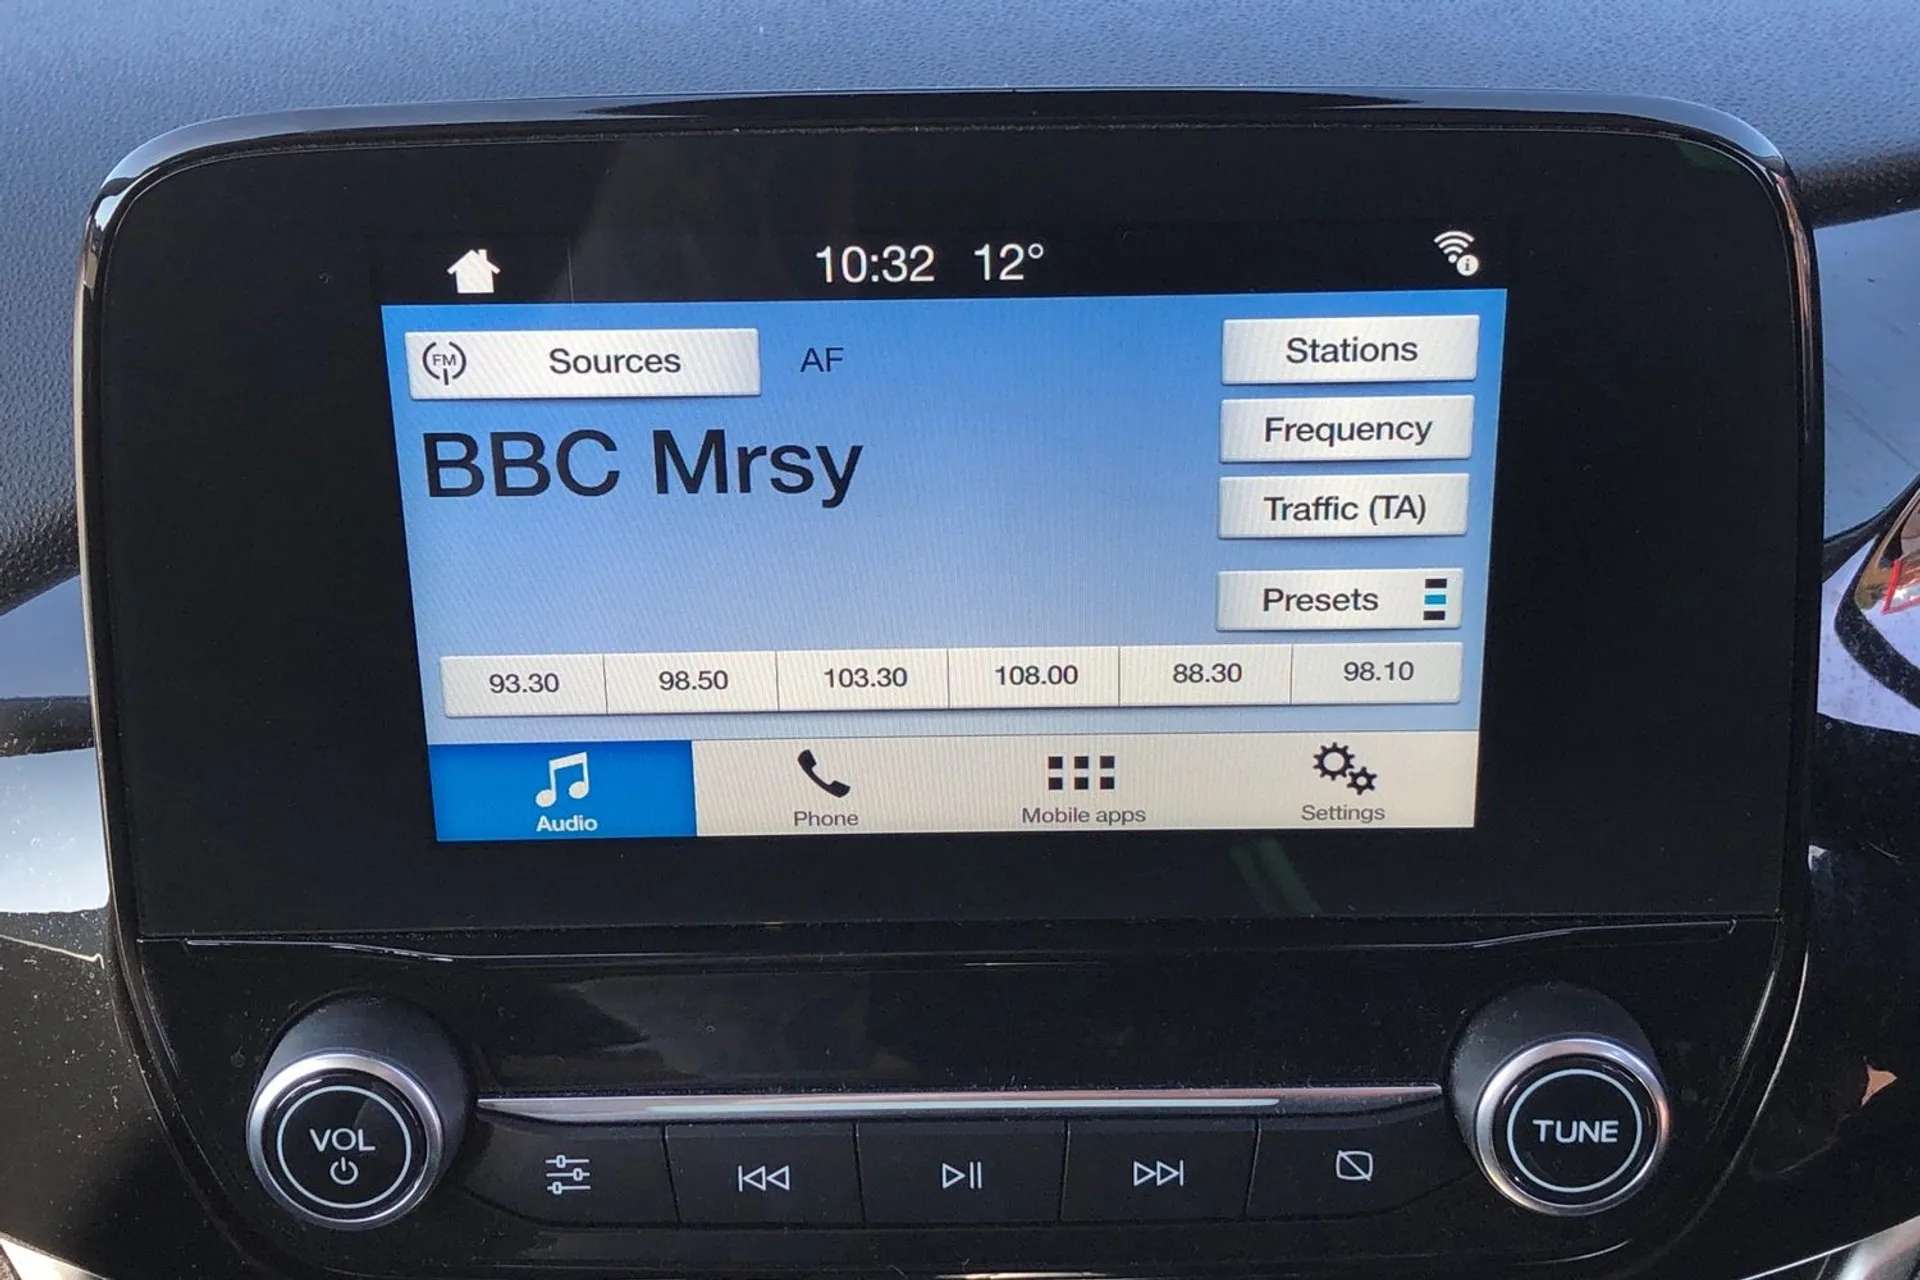 10:32 12°
FM Sources AF
Stations
Frequency
BBC Mrsy
Traffic (TA)
Presets
93.30 98.50 103.30 108.00 88.30 98.10
Audio Phone Mobile apps Settings
VOL
TUNE